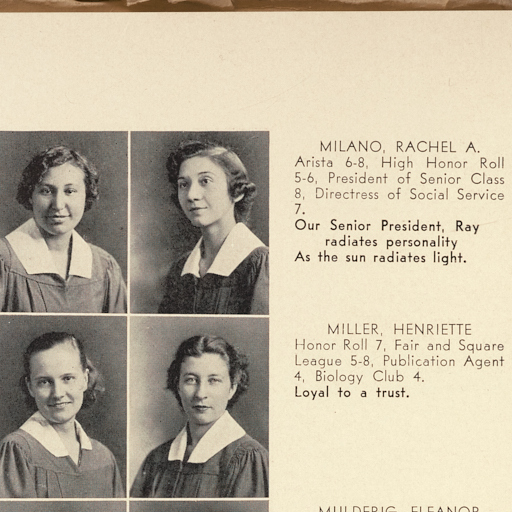 MILANO, RACHEL A.
Arista 6-8, High Honor Roll
5-6, President of Senior Class
8, Directress of Social Service
7.
Our Senior President, Ray
radiates personality
As the sun radiates light.
MILLER, HENRIETTE
Honor Roll 7, Fair and Square
League 5-8, Publication Agent
4, Biology Club 4.
Loyal to a trust.
MULDERIG, ELEANOR